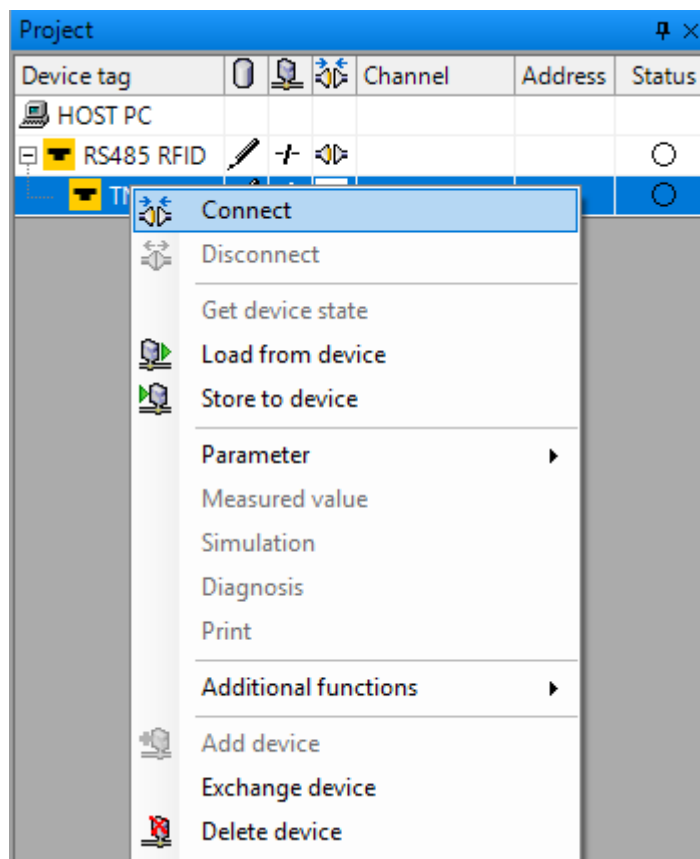 Project
Device tag Channel Address Status
HOST PC
RS485 RFID
Connect
Disconnect
Get device state
Load from device
Store to device
Parameter
Measured value
Simulation
Diagnosis
Print
Additional functions
Add device
Exchange device
Delete device